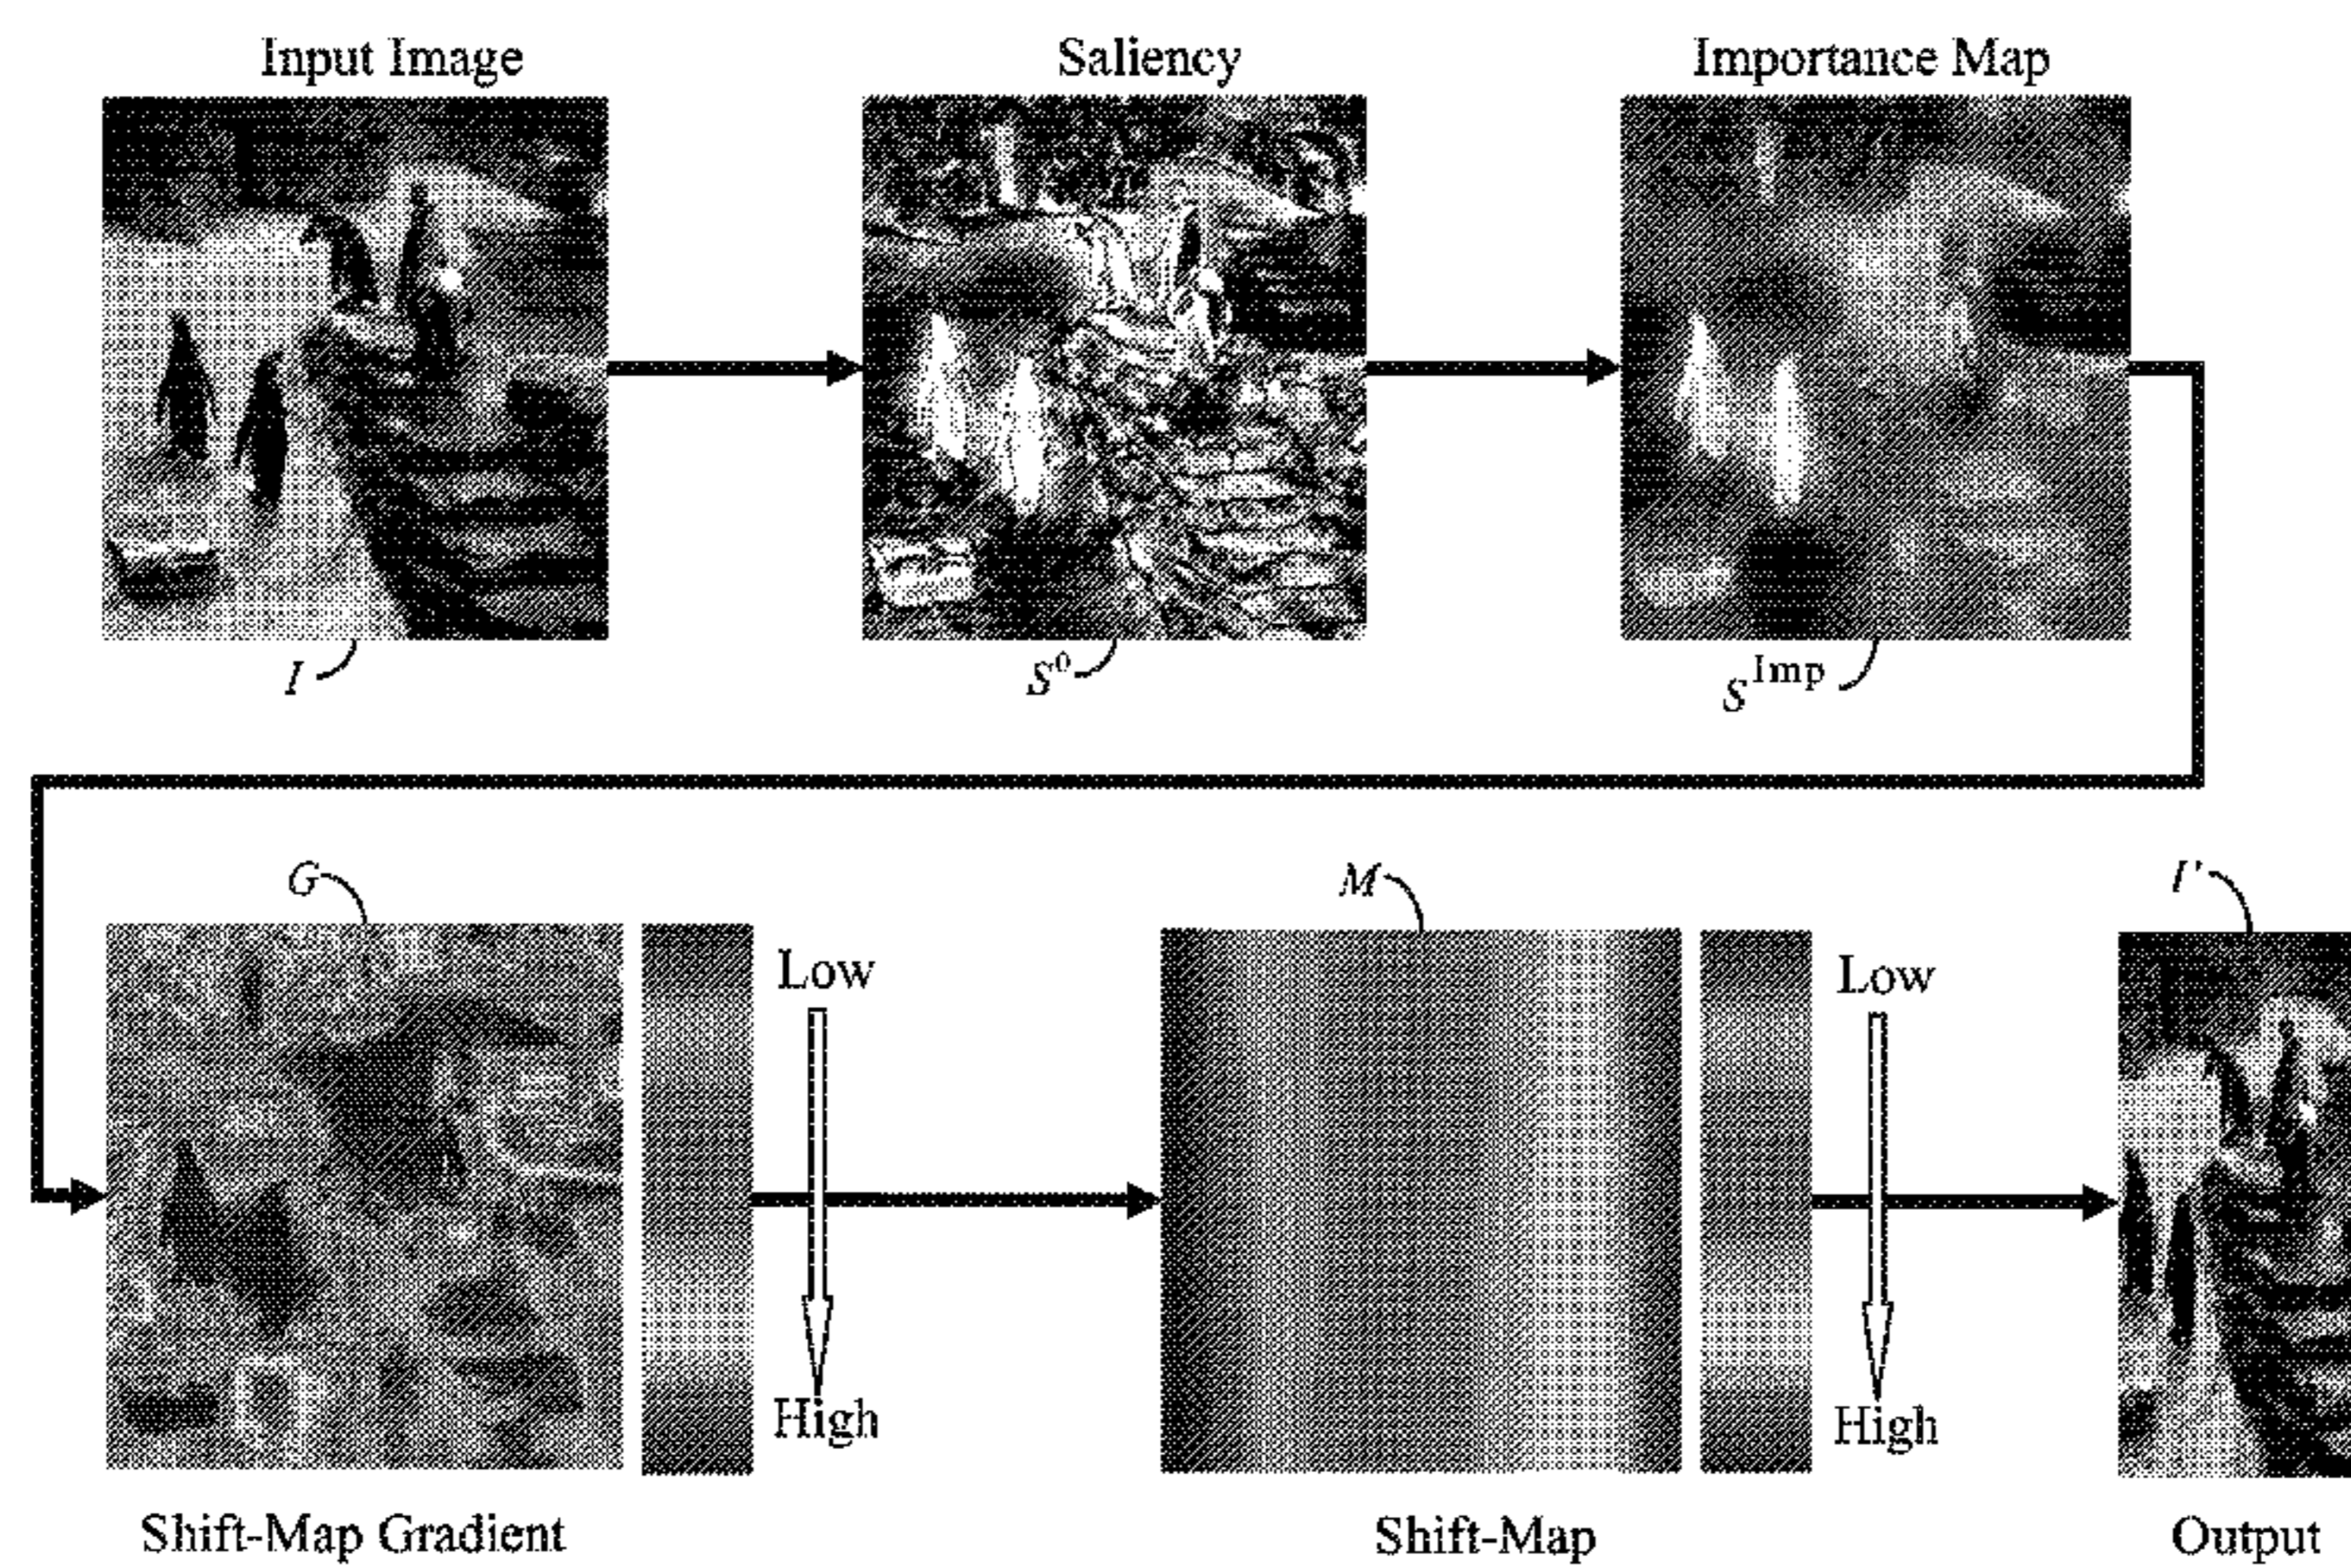 Input Image
Saliency
Importance Map
I
S⁰
S^Imp
G
M
I'
Low
High
Low
High
Shift-Map Gradient
Shift-Map
Output